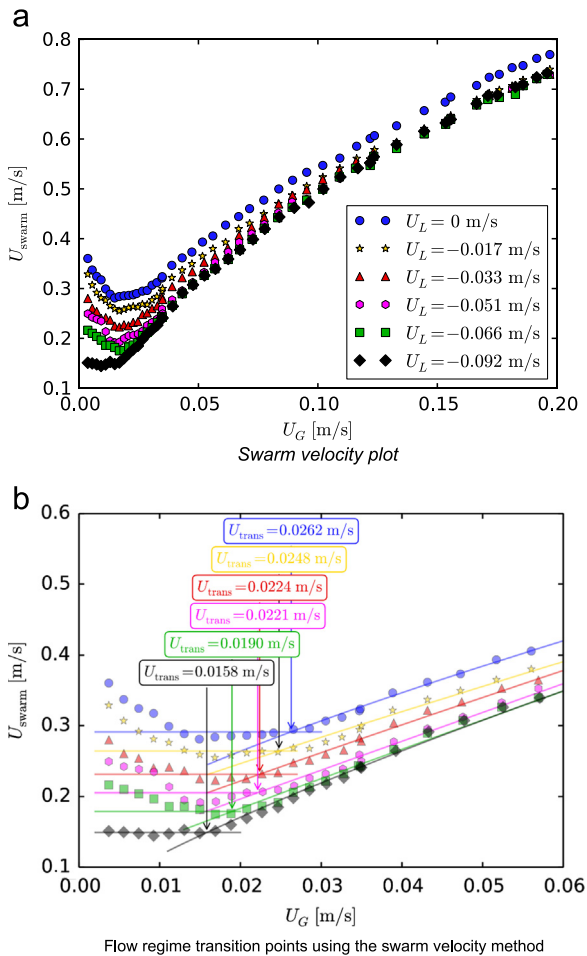 a
0.8
0.7
0.6
0.5
0.4
0.3
0.2
0.1
U_swarm [m/s]
U_L = 0 m/s
U_L = −0.017 m/s
U_L = −0.033 m/s
U_L = −0.051 m/s
U_L = −0.066 m/s
U_L = −0.092 m/s
0.00 0.05 0.10 0.15 0.20
U_G [m/s]
Swarm velocity plot
b
0.6
0.5
0.4
0.3
0.2
0.1
U_swarm [m/s]
U_trans=0.0262 m/s
U_trans=0.0248 m/s
U_trans=0.0224 m/s
U_trans=0.0221 m/s
U_trans=0.0190 m/s
U_trans=0.0158 m/s
0.00 0.01 0.02 0.03 0.04 0.05 0.06
U_G [m/s]
Flow regime transition points using the swarm velocity method